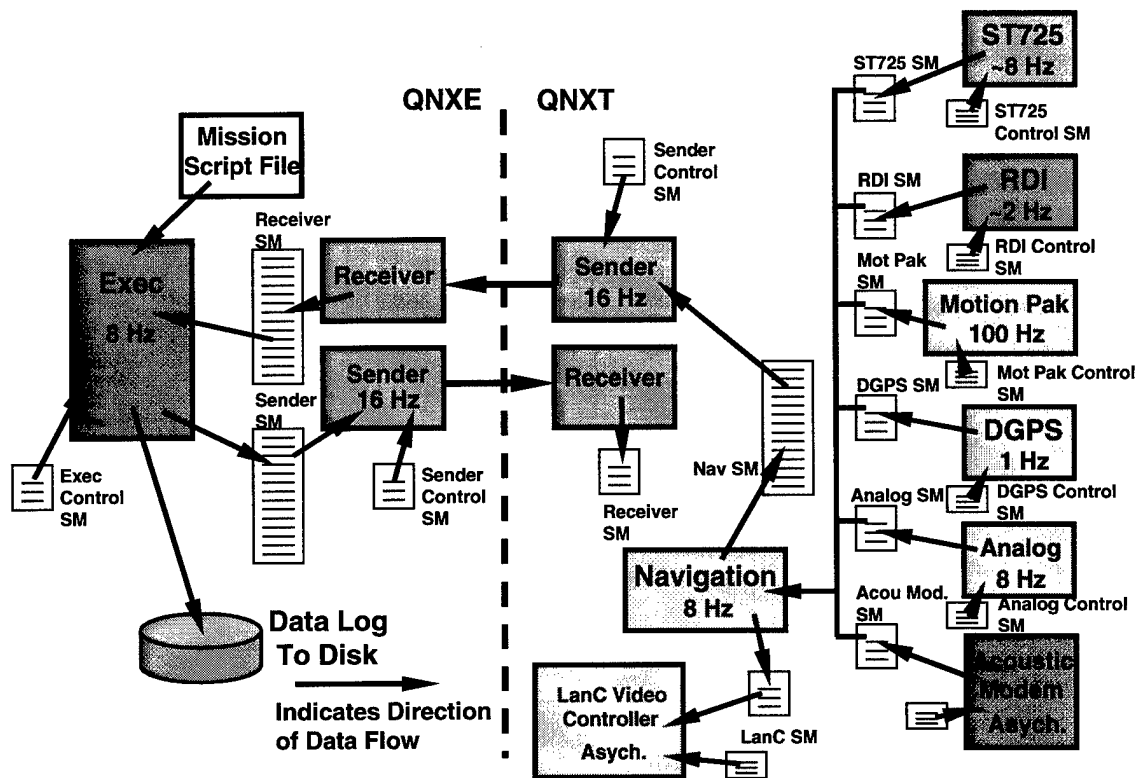 QNXE
QNXT
Mission
Script File
Receiver
SM
Exec
8 Hz
Receiver
Sender
16 Hz
Sender
SM
Exec
Control
SM
Sender
Control
SM
Data Log
To Disk
Indicates Direction
of Data Flow
Sender
Control
SM
Sender
16 Hz
Receiver
Receiver
SM
Nav SM
Navigation
8 Hz
LanC Video
Controller
Asych.
LanC SM
ST725 SM
ST725
~8 Hz
ST725
Control SM
RDI SM
RDI
~2 Hz
RDI Control
SM
Mot Pak
SM
Motion Pak
100 Hz
Mot Pak Control
SM
DGPS SM
DGPS
1 Hz
DGPS Control
SM
Analog SM
Analog
8 Hz
Analog Control
SM
Acou Mod.
SM
Acoustic
Modem
Asych.